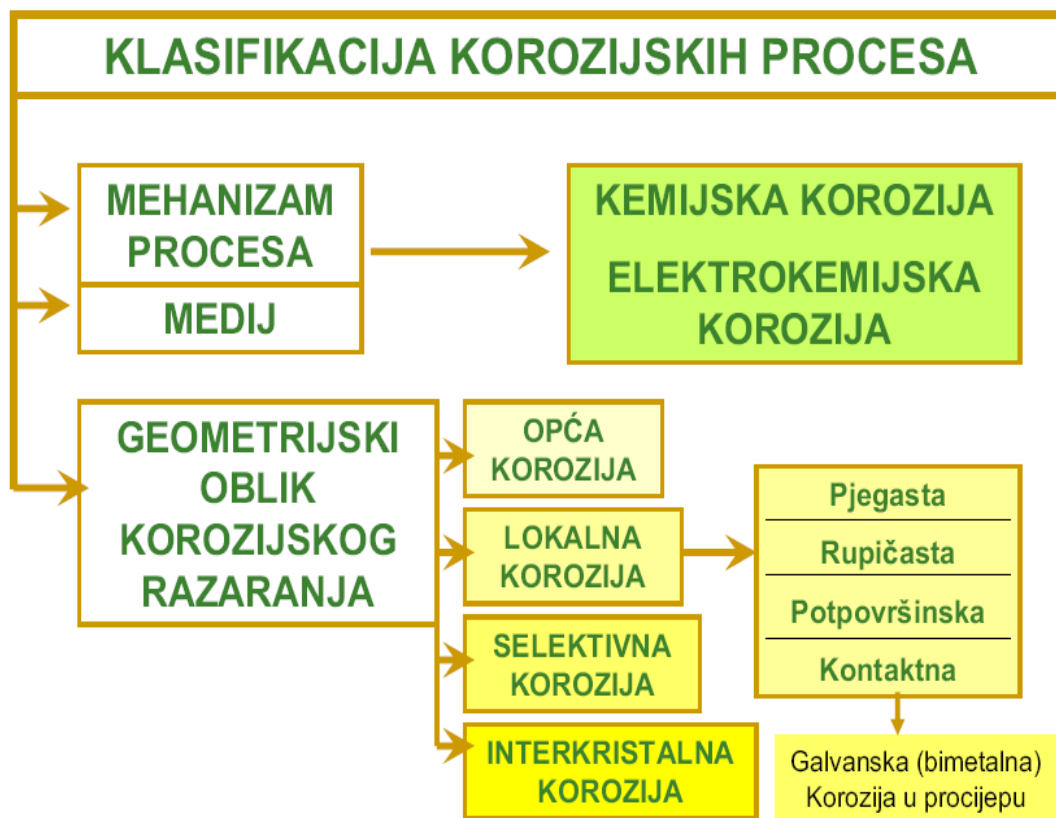 KLASIFIKACIJA KOROZIJSKIH PROCESA
MEHANIZAM
PROCESA
MEDIJ
KEMIJSKA KOROZIJA
ELEKTROKEMIJSKA
KOROZIJA
GEOMETRIJSKI
OBLIK
KOROZIJSKOG
RAZARANJA
OPĆA
KOROZIJA
LOKALNA
KOROZIJA
SELEKTIVNA
KOROZIJA
INTERKRISTALNA
KOROZIJA
Pjegasta
Rupičasta
Potpovršinska
Kontaktna
Galvanska (bimetalna)
Korozija u procijepu